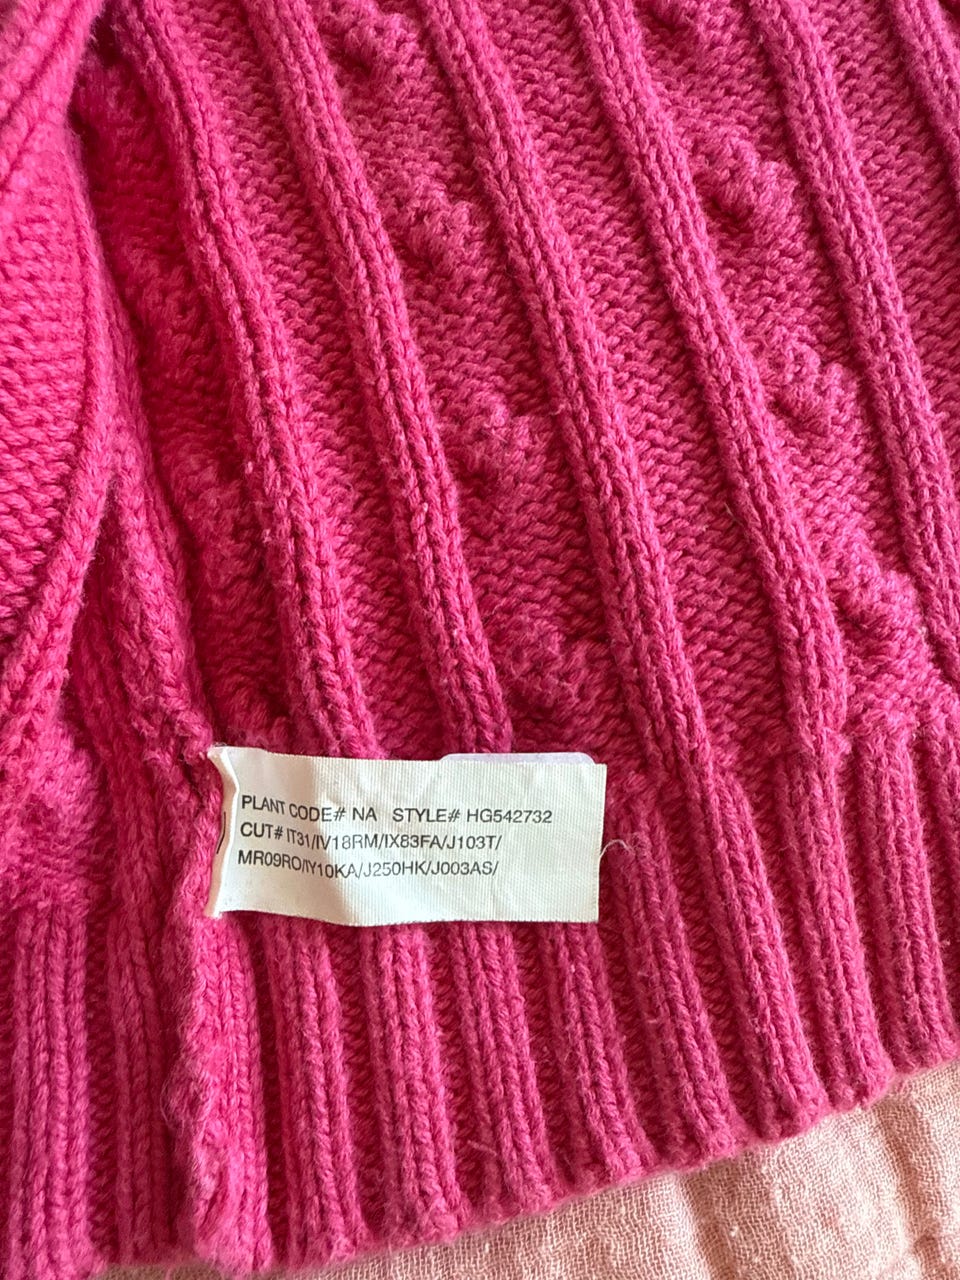 PLANT CODE# NA STYLE# HG542732
CUT# IT31/IV18RM/IX83FA/J103T/
MR09RO/IY10KA/J250HK/J003AS/